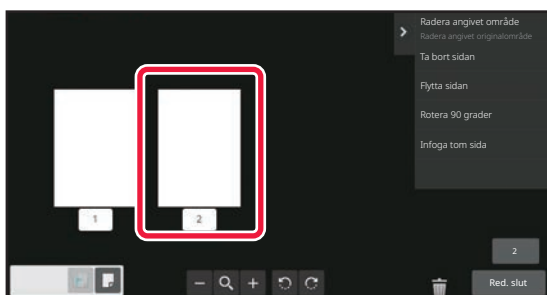 Radera angivet område
Radera angivet originalområde
Ta bort sidan
Flytta sidan
Rotera 90 grader
Infoga tom sida
1
2
2
Red. slut